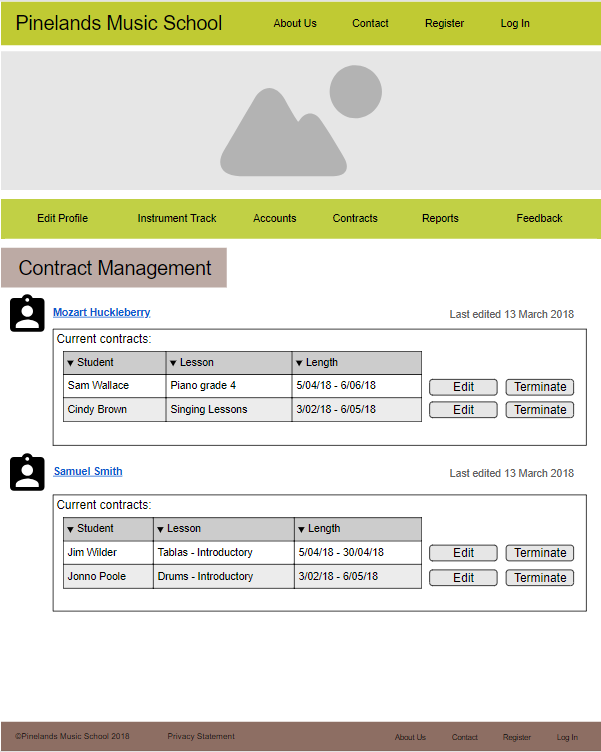 Pinelands Music School About Us Contact Register Log In
Edit Profile Instrument Track Accounts Contracts Reports Feedback
Contract Management
Mozart Huckleberry Last edited 13 March 2018
Current contracts:
▼ Student ▼ Lesson ▼ Length
Sam Wallace Piano grade 4 5/04/18 - 6/06/18 Edit Terminate
Cindy Brown Singing Lessons 3/02/18 - 6/05/18 Edit Terminate
Samuel Smith Last edited 13 March 2018
Current contracts:
▼ Student ▼ Lesson ▼ Length
Jim Wilder Tablas - Introductory 5/04/18 - 30/04/18 Edit Terminate
Jonno Poole Drums - Introductory 3/02/18 - 6/05/18 Edit Terminate
©Pinelands Music School 2018 Privacy Statement About Us Contact Register Log In